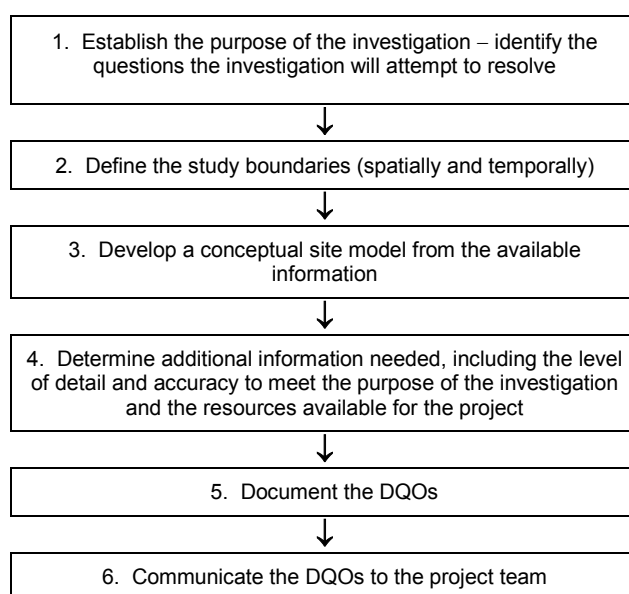 1. Establish the purpose of the investigation – identify the
questions the investigation will attempt to resolve
2. Define the study boundaries (spatially and temporally)
3. Develop a conceptual site model from the available
information
4. Determine additional information needed, including the level
of detail and accuracy to meet the purpose of the investigation
and the resources available for the project
5. Document the DQOs
6. Communicate the DQOs to the project team